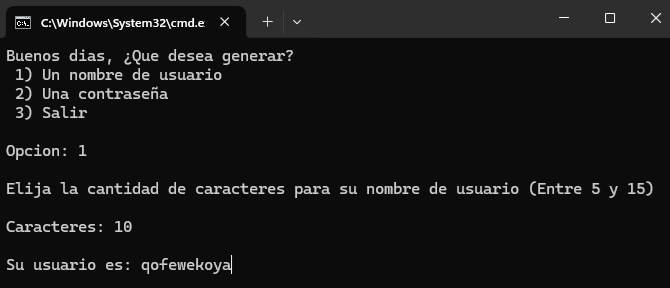 C:\Windows\System32\cmd.e
Buenos dias, ¿Que desea generar?
1) Un nombre de usuario
2) Una contraseña
3) Salir
Opcion: 1
Elija la cantidad de caracteres para su nombre de usuario (Entre 5 y 15)
Caracteres: 10
Su usuario es: qofewekoya